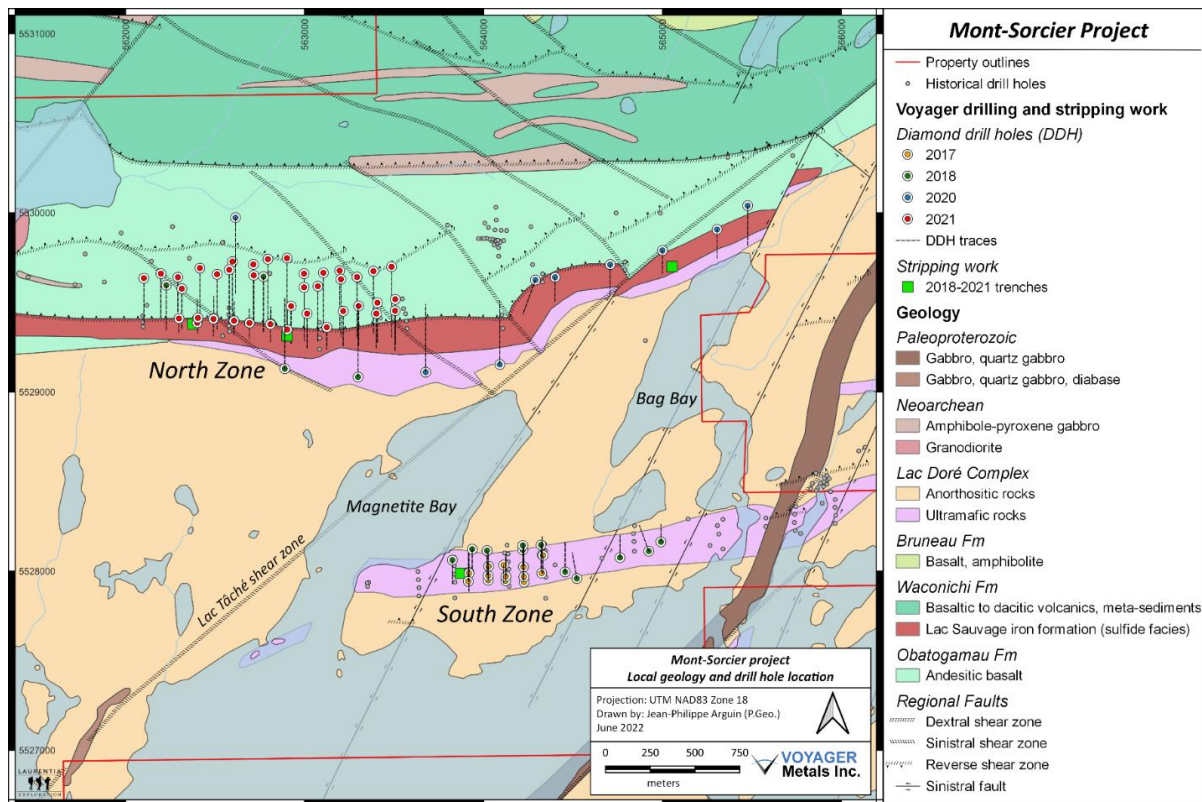 562000
563000
564000
565000
566000
5531000
5530000
5529000
5528000
5527000
North Zone
Bag Bay
Magnetite Bay
Lac Tâché shear zone
South Zone
LAURENTIA
EXPLORATION
Mont-Sorcier project
Local geology and drill hole location
Projection: UTM NAD83 Zone 18
Drawn by: Jean-Philippe Arguin (P.Geo.)
June 2022
0 250 500 750
meters
VOYAGER
Metals Inc.
Mont-Sorcier Project
Property outlines
Historical drill holes
Voyager drilling and stripping work
Diamond drill holes (DDH)
2017
2018
2020
2021
DDH traces
Stripping work
2018-2021 trenches
Geology
Paleoproterozoic
Gabbro, quartz gabbro
Gabbro, quartz gabbro, diabase
Neoarchean
Amphibole-pyroxene gabbro
Granodiorite
Lac Doré Complex
Anorthositic rocks
Ultramafic rocks
Bruneau Fm
Basalt, amphibolite
Waconichi Fm
Basaltic to dacitic volcanics, meta-sediments
Lac Sauvage iron formation (sulfide facies)
Obatogamau Fm
Andesitic basalt
Regional Faults
Dextral shear zone
Sinistral shear zone
Reverse shear zone
Sinistral fault